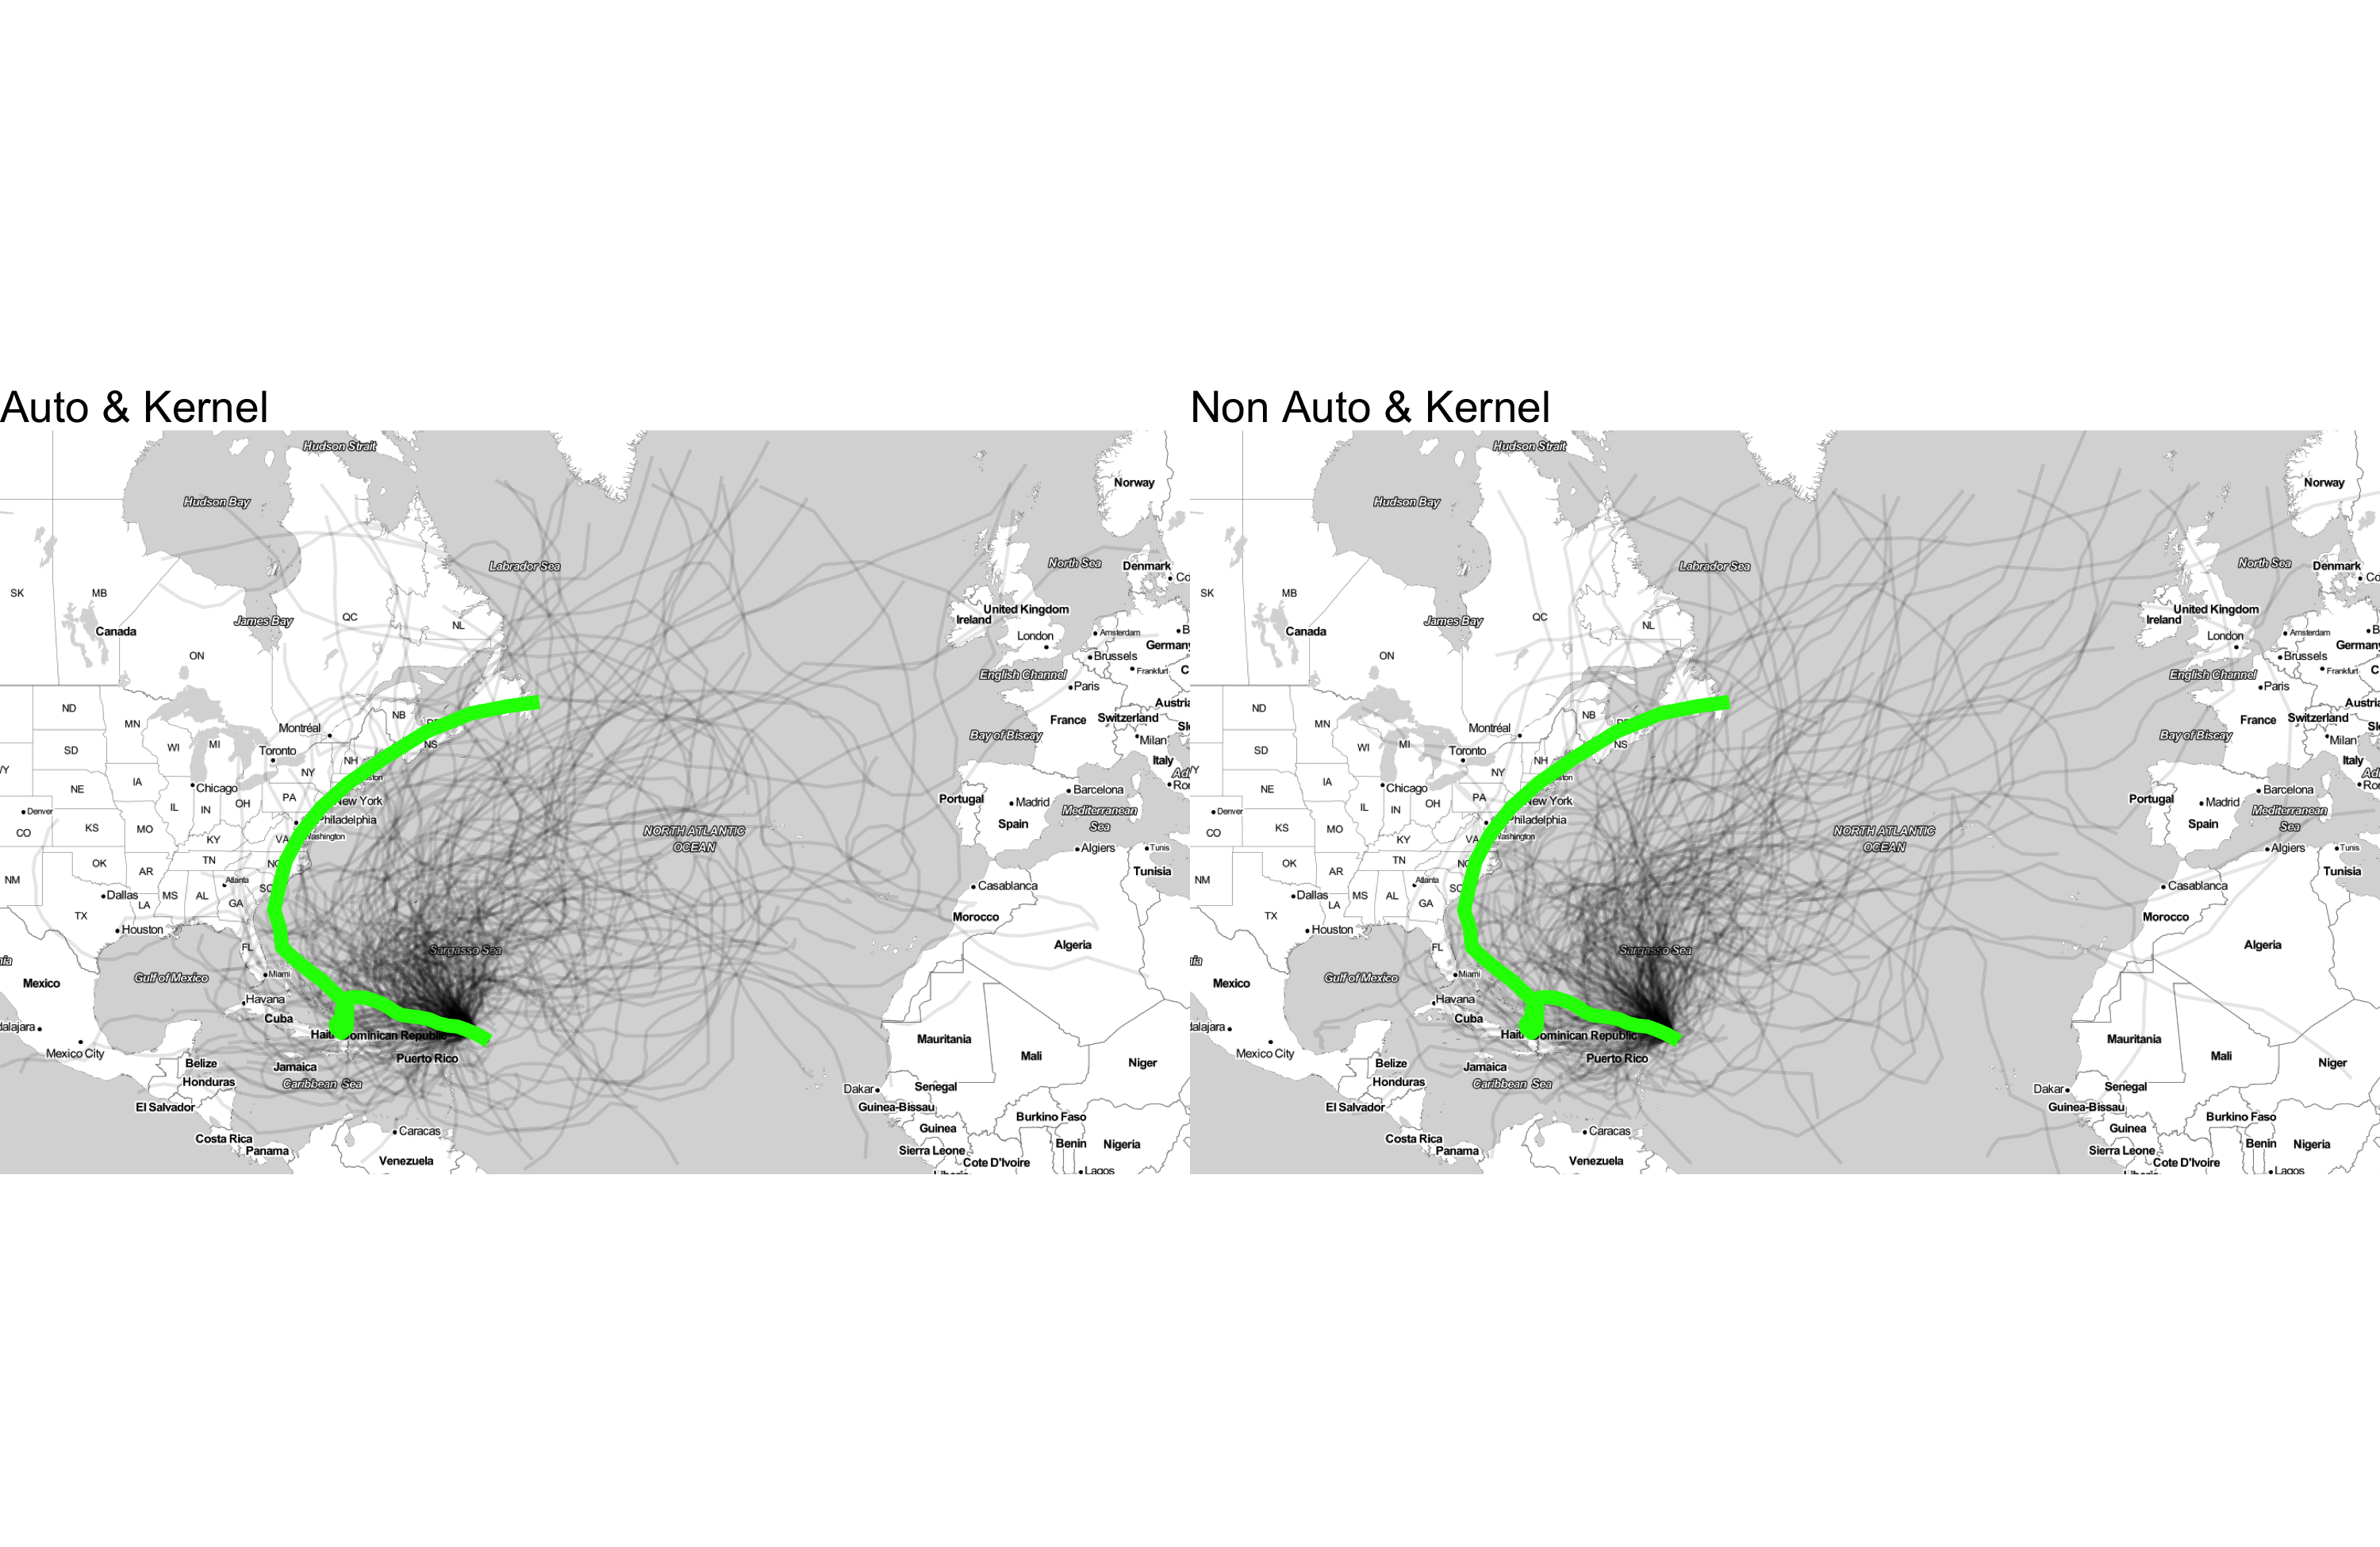 Auto & Kernel
Hudson Strait
Norway
Hudson Bay
North Sea
Denmark
Labrador Sea
Co
SK
MB
United Kingdom
Ireland
QC
James Bay
NL
Canada
London
Amsterdam
B
Germany
ON
Brussels
Frankfurt
C
English Channel
Paris
Austria
ND
NB
MN
France
Switzerland
NS
Montréal
Bay of Biscay
Milan
SD
WI
MI
Toronto
NH
Italy
NY
IA
NE
Chicago
PA
New York
Barcelona
Portugal
Madrid
IL
IN
OH
Denver
Philadelphia
Mediterranean
Sea
Spain
CO
KS
MO
KY
VA
Washington
NORTH ATLANTIC
OCEAN
Algiers
Tunis
OK
TN
NC
AR
Tunisia
NM
Atlanta
SC
Casablanca
Dallas
MS
AL
GA
LA
TX
Morocco
Houston
FL
Sargasso Sea
Algeria
Mexico
Gulf of Mexico
Miami
Havana
Cuba
dalajara
Haiti
Dominican Republic
Mauritania
Mexico City
Puerto Rico
Mali
Belize
Jamaica
Niger
Honduras
Caribbean Sea
Dakar
Senegal
El Salvador
Guinea-Bissau
Burkino Faso
Caracas
Guinea
Costa Rica
Benin
Nigeria
Panama
Sierra Leone
Venezuela
Cote D'Ivoire
Lagos
Non Auto & Kernel
Hudson Strait
Norway
Hudson Bay
North Sea
Denmark
Labrador Sea
Co
SK
MB
United Kingdom
Ireland
QC
James Bay
NL
Canada
London
Amsterdam
B
Germany
ON
Brussels
Frankfurt
C
English Channel
Paris
Austria
ND
NB
MN
France
Switzerland
NS
Montréal
Bay of Biscay
Milan
SD
WI
MI
Toronto
NH
Italy
NY
IA
NE
Chicago
PA
New York
Barcelona
Portugal
Madrid
IL
IN
OH
Denver
Philadelphia
Mediterranean
Sea
Spain
CO
KS
MO
KY
VA
Washington
NORTH ATLANTIC
OCEAN
Algiers
Tunis
OK
TN
NC
AR
Tunisia
NM
Atlanta
SC
Casablanca
Dallas
MS
AL
GA
LA
TX
Morocco
Houston
FL
Sargasso Sea
Algeria
Mexico
Gulf of Mexico
Miami
Havana
Cuba
dalajara
Haiti
Dominican Republic
Mauritania
Mexico City
Puerto Rico
Mali
Belize
Jamaica
Niger
Honduras
Caribbean Sea
Dakar
Senegal
El Salvador
Guinea-Bissau
Burkino Faso
Caracas
Guinea
Costa Rica
Benin
Nigeria
Panama
Sierra Leone
Venezuela
Cote D'Ivoire
Lagos